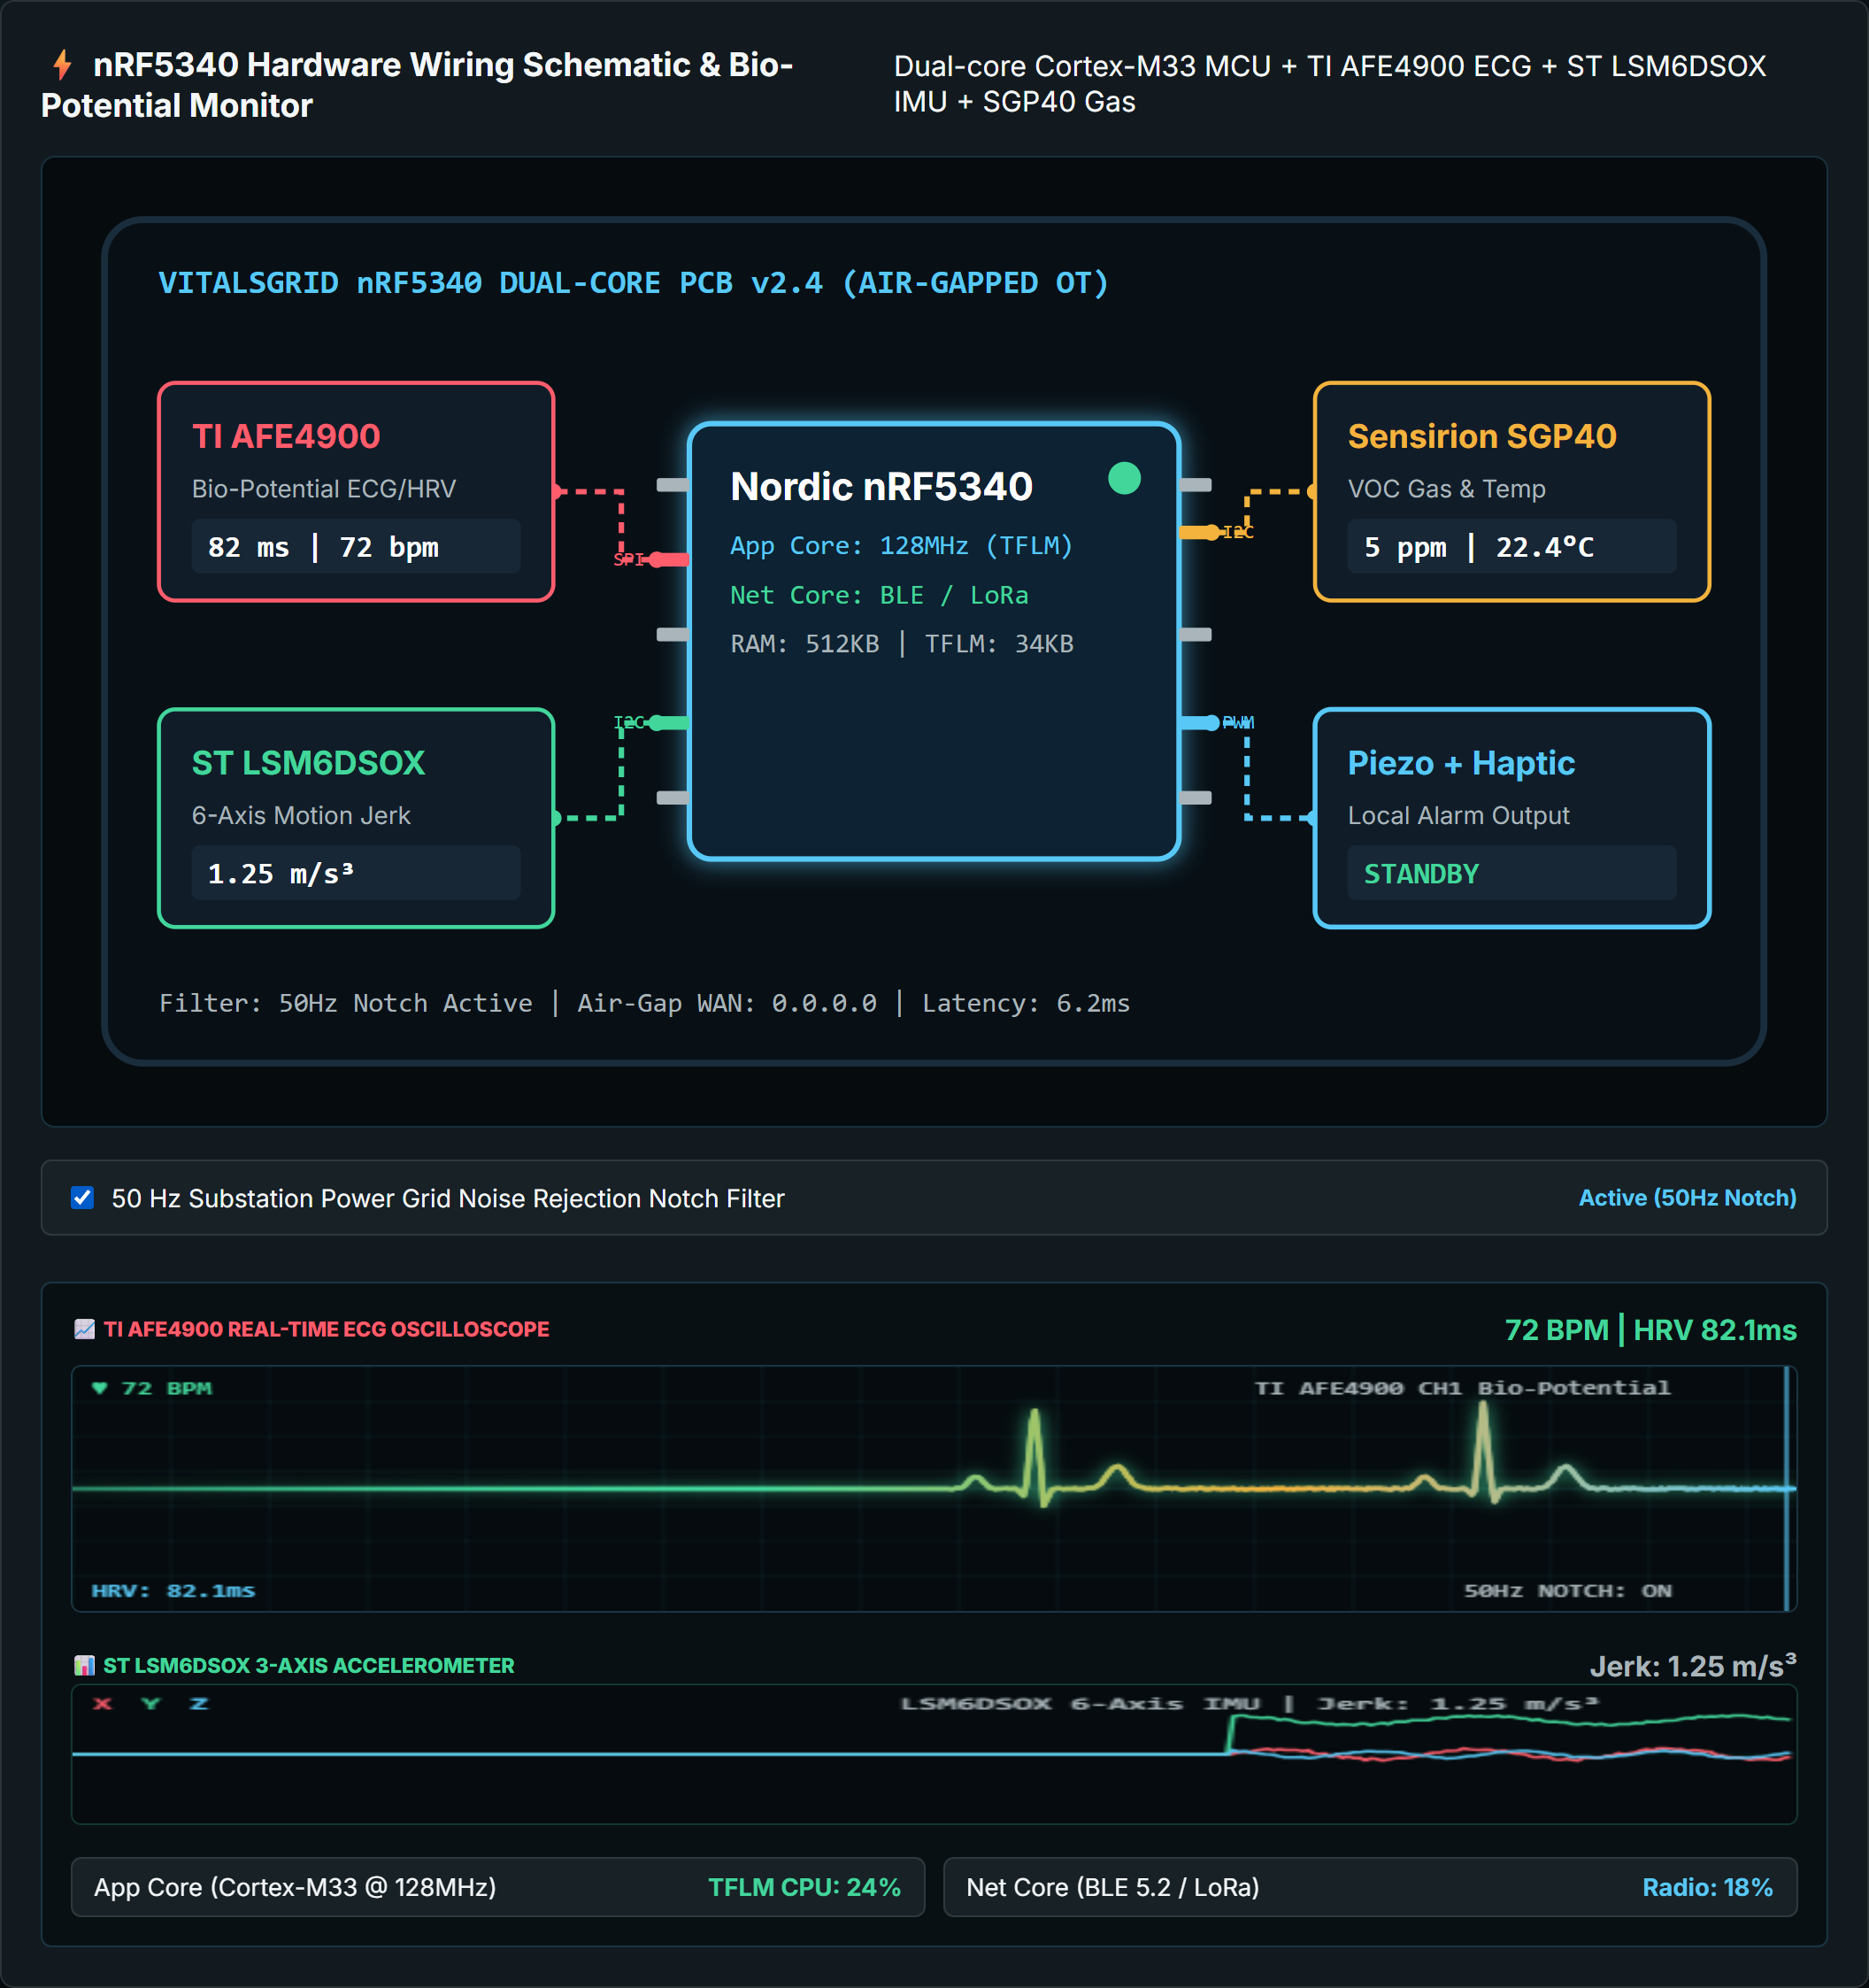 ⚡ nRF5340 Hardware Wiring Schematic & Bio-
Potential Monitor
Dual-core Cortex-M33 MCU + TI AFE4900 ECG + ST LSM6DSOX
IMU + SGP40 Gas
VITALSGRID nRF5340 DUAL-CORE PCB v2.4 (AIR-GAPPED OT)
TI AFE4900
Bio-Potential ECG/HRV
82 ms | 72 bpm
SPI
ST LSM6DSOX
6-Axis Motion Jerk
1.25 m/s³
I2C
Nordic nRF5340
App Core: 128MHz (TFLM)
Net Core: BLE / LoRa
RAM: 512KB | TFLM: 34KB
I2C
Sensirion SGP40
VOC Gas & Temp
5 ppm | 22.4°C
PWM
Piezo + Haptic
Local Alarm Output
STANDBY
Filter: 50Hz Notch Active | Air-Gap WAN: 0.0.0.0 | Latency: 6.2ms
50 Hz Substation Power Grid Noise Rejection Notch Filter
Active (50Hz Notch)
📈 TI AFE4900 REAL-TIME ECG OSCILLOSCOPE
72 BPM | HRV 82.1ms
♥ 72 BPM
TI AFE4900 CH1 Bio-Potential
HRV: 82.1ms
50Hz NOTCH: ON
📊 ST LSM6DSOX 3-AXIS ACCELEROMETER
Jerk: 1.25 m/s³
X Y Z
LSM6DSOX 6-Axis IMU | Jerk: 1.25 m/s³
App Core (Cortex-M33 @ 128MHz)
TFLM CPU: 24%
Net Core (BLE 5.2 / LoRa)
Radio: 18%